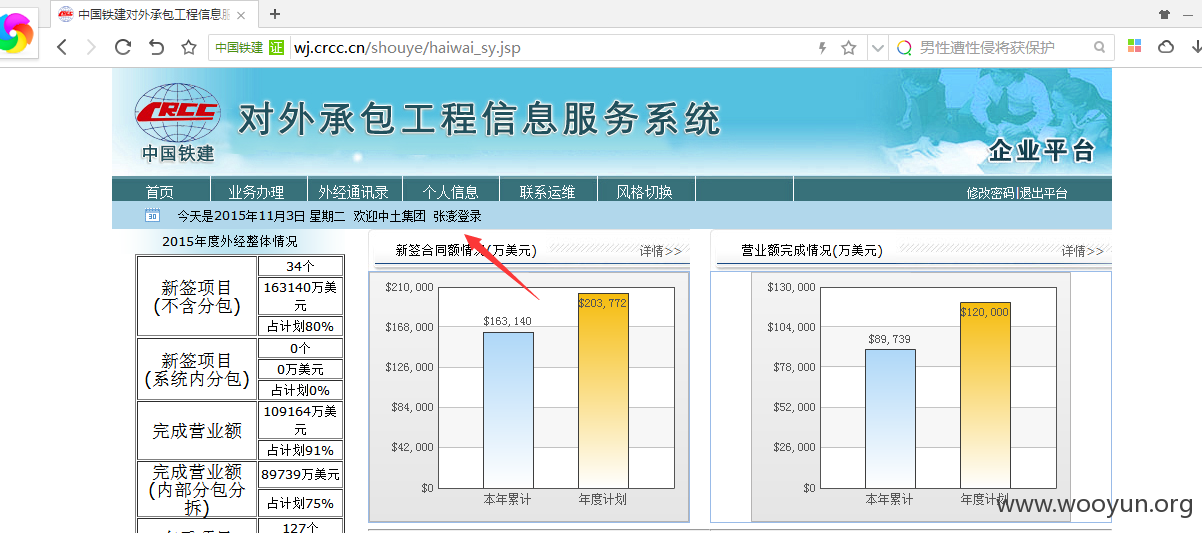 中国铁建对外承包工程信息服
中国铁建 证 wj.crcc.cn/shouye/haiwai_sy.jsp
男性遭性侵将获保护
CRCC
中国铁建
对外承包工程信息服务系统
企业平台
首页 业务办理 外经通讯录 个人信息 联系运维 风格切换 修改密码|退出平台
今天是2015年11月3日 星期二 欢迎中土集团 张澎登录
2015年度外经整体情况
新签项目
(不含分包)
34个
163140万美
元
占计划80%
新签项目
(系统内分包)
0个
0万美元
占计划0%
完成营业额
109164万美
元
占计划91%
完成营业额
(内部分包分
拆)
89739万美元
占计划75%
127个
新签合同额情况(万美元) 详情>>
$210,000
$168,000
$126,000
$84,000
$42,000
$0
$163,140
$203,772
本年累计 年度计划
营业额完成情况(万美元) 详情>>
$130,000
$104,000
$78,000
$52,000
$26,000
$0
$89,739
$120,000
本年累计 年度计划
www.wooyun.org